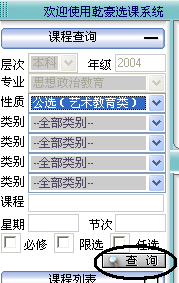 欢迎使用乾豪选课系统
课程查询
层次 本科 年级 2004
专业 思想政治教育
性质 公选（艺术教育类）
类别 --全部类别--
类别 --全部类别--
类别 --全部类别--
类别 --全部类别--
课程
星期 节次
必修 限选 任选
查 询
课程列表